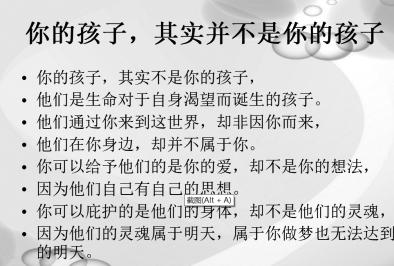 你的孩子，其实并不是你的孩子
• 你的孩子，其实不是你的孩子，
• 他们是生命对于自身渴望而诞生的孩子。
• 他们通过你来到这世界，却非因你而来，
• 他们在你身边，却并不属于你。
• 你可以给予他们的是你的爱，却不是你的想法，
• 因为他们自己有自己的思想。
截图(Alt + A)
• 你可以庇护的是他们的身体，却不是他们的灵魂，
• 因为他们的灵魂属于明天，属于你做梦也无法达到
的明天。